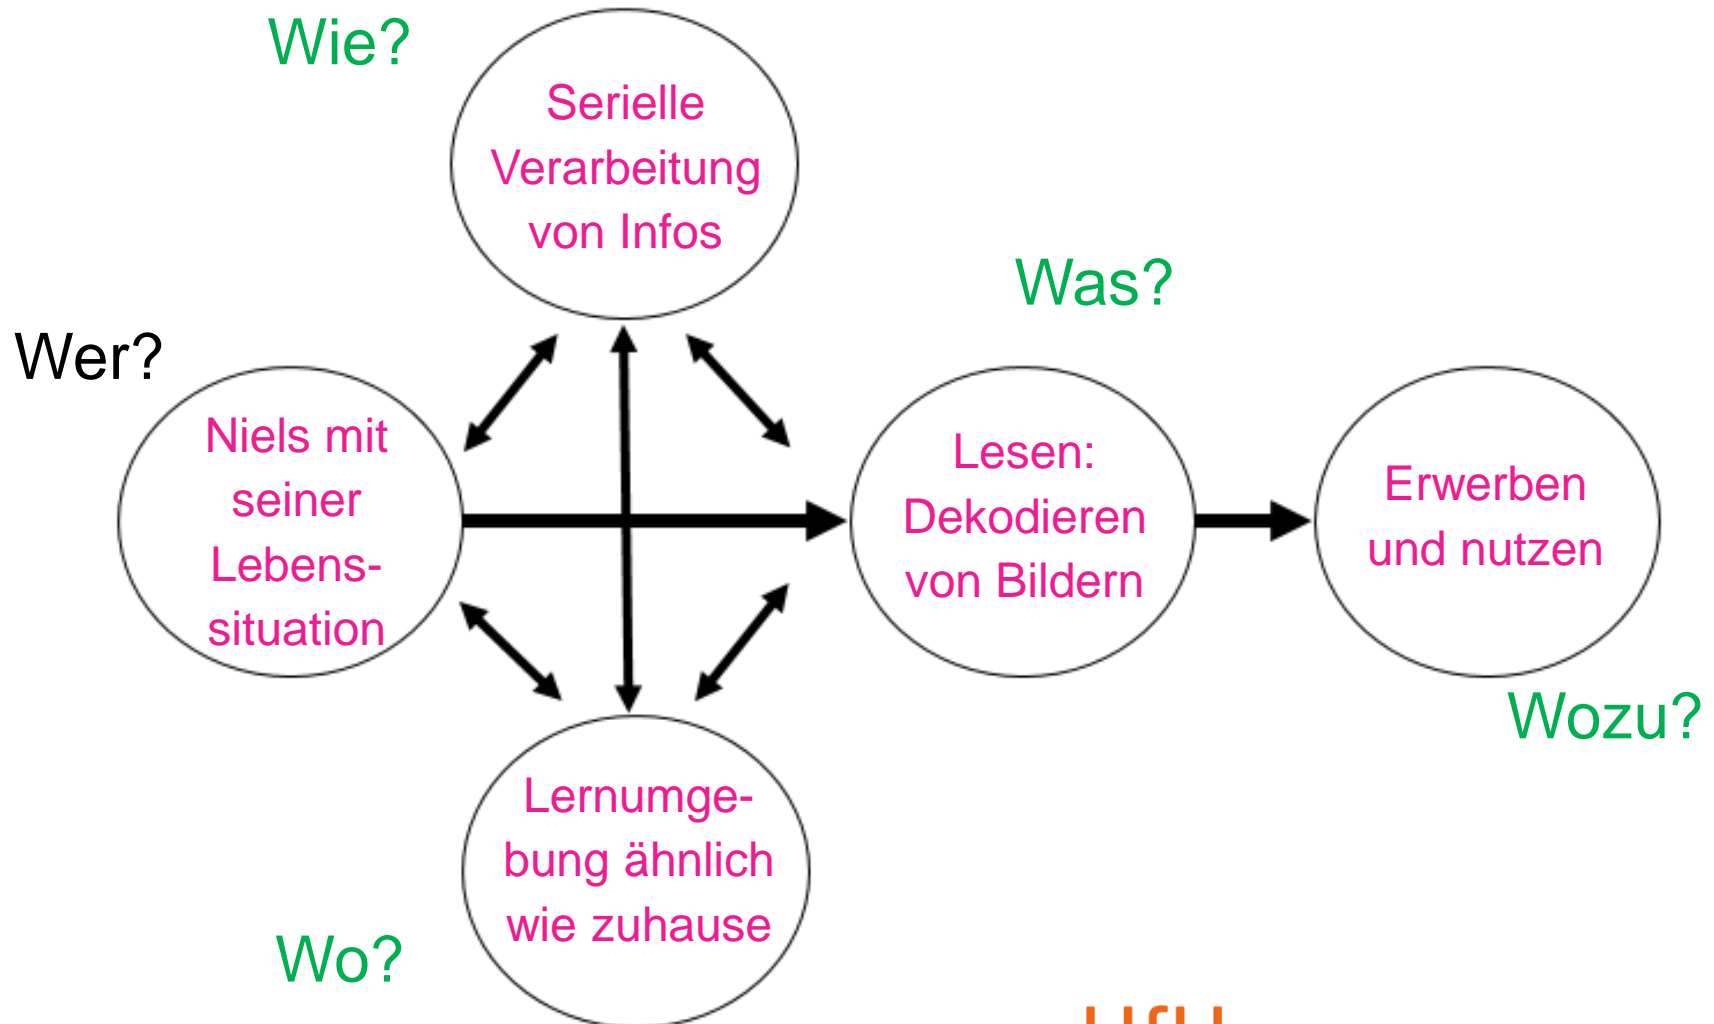 Wie?
Serielle
Verarbeitung
von Infos
Was?
Wer?
Niels mit
seiner
Lebens-
situation
Lesen:
Dekodieren
von Bildern
Erwerben
und nutzen
Wozu?
Lernumge-
bung ähnlich
wie zuhause
Wo?